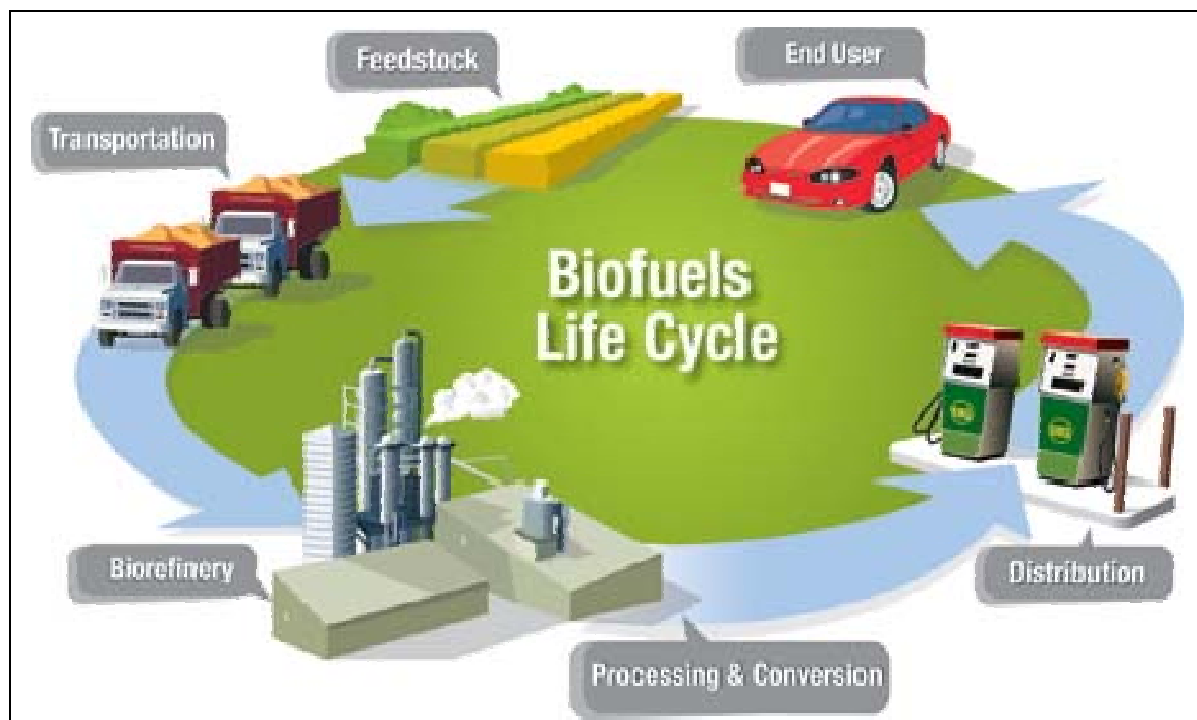 Feedstock
End User
Transportation
Biofuels
Life Cycle
Biorefinery
Distribution
Processing & Conversion